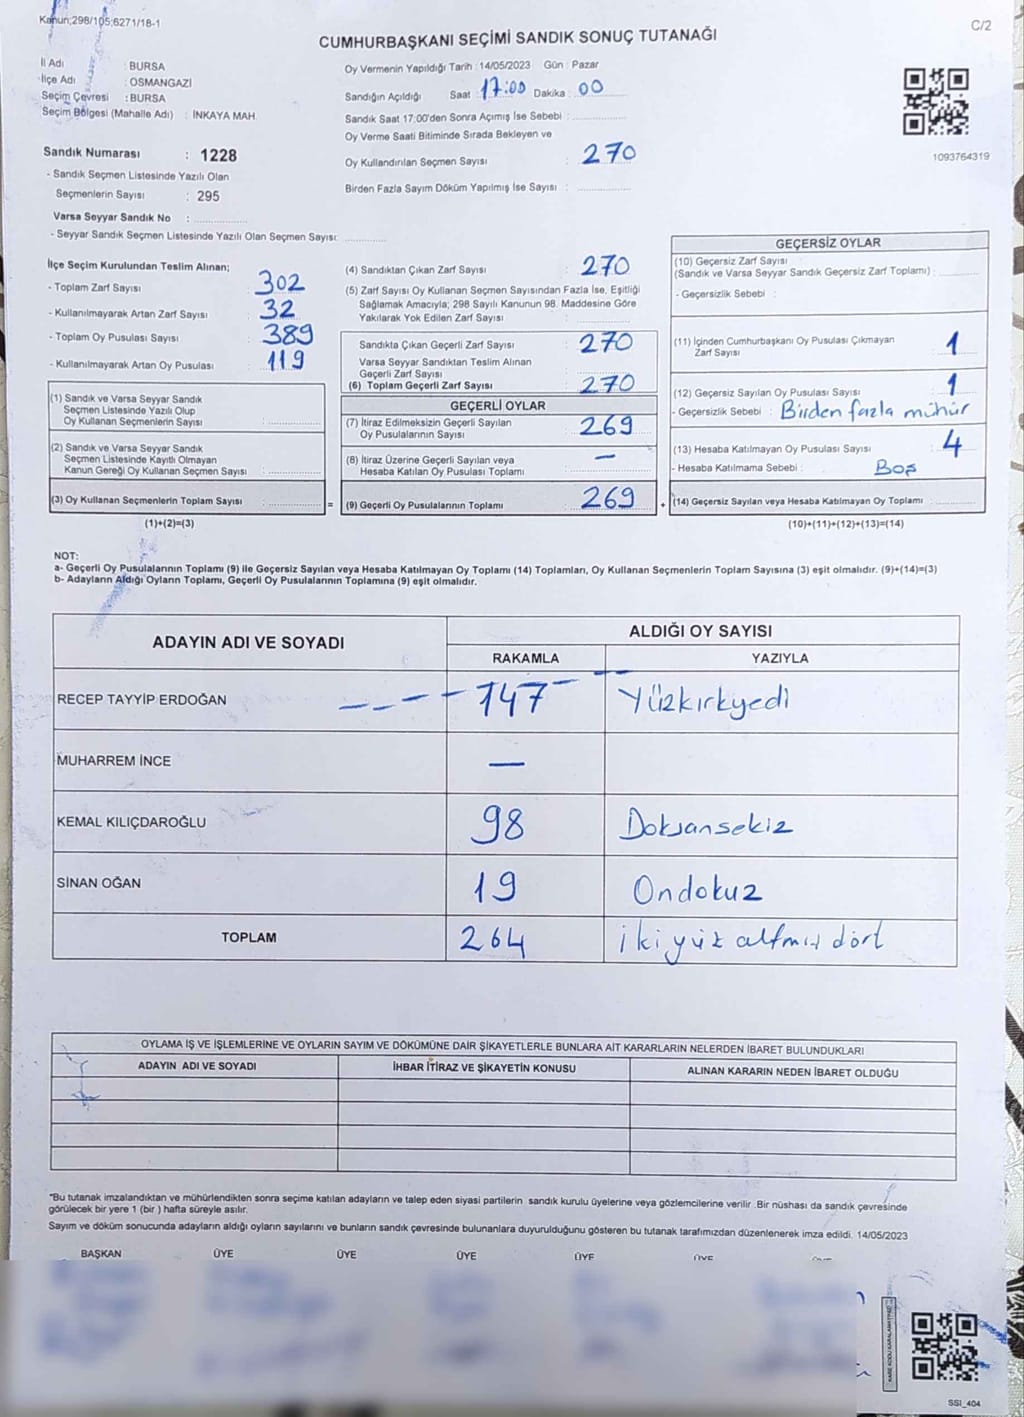 Kanun;298/105;6271/18-1
C/2
CUMHURBAŞKANI SEÇİMİ SANDIK SONUÇ TUTANAĞI
İl Adı : BURSA
İlçe Adı : OSMANGAZİ
Seçim Çevresi : BURSA
Seçim Bölgesi (Mahalle Adı) : İNKAYA MAH.
Sandık Numarası : 1228
- Sandık Seçmen Listesinde Yazılı Olan
Seçmenlerin Sayısı : 295
Varsa Seyyar Sandık No :
- Seyyar Sandık Seçmen Listesinde Yazılı Olan Seçmen Sayısı:
Oy Vermenin Yapıldığı Tarih : 14/05/2023 Gün : Pazar
Sandığın Açıldığı Saat 17:00 Dakika : 00
Sandık Saat 17:00'den Sonra Açımış İse Sebebi :
Oy Verme Saati Bitiminde Sırada Bekleyen ve
Oy Kullandırılan Seçmen Sayısı : 270
Birden Fazla Sayım Döküm Yapılmış İse Sayısı :
1093764319
İlçe Seçim Kurulundan Teslim Alınan;
- Toplam Zarf Sayısı : 302
- Kullanılmayarak Artan Zarf Sayısı : 32
- Toplam Oy Pusulası Sayısı : 389
- Kullanılmayarak Artan Oy Pusulası : 119
(1) Sandık ve Varsa Seyyar Sandık
Seçmen Listesinde Yazılı Olup
Oy Kullanan Seçmenlerin Sayısı :
(2) Sandık ve Varsa Seyyar Sandık
Seçmen Listesinde Kayıtlı Olmayan
Kanun Gereği Oy Kullanan Seçmen Sayısı :
(3) Oy Kullanan Seçmenlerin Toplam Sayısı :
=
(1)+(2)=(3)
(4) Sandıktan Çıkan Zarf Sayısı : 270
(5) Zarf Sayısı Oy Kullanan Seçmen Sayısından Fazla İse, Eşitliği
Sağlamak Amacıyla; 298 Sayılı Kanunun 98. Maddesine Göre
Yakılarak Yok Edilen Zarf Sayısı :
Sandıkta Çıkan Geçerli Zarf Sayısı : 270
Varsa Seyyar Sandıktan Teslim Alınan
Geçerli Zarf Sayısı :
(6) Toplam Geçerli Zarf Sayısı : 270
GEÇERLİ OYLAR
(7) İtiraz Edilmeksizin Geçerli Sayılan
Oy Pusulalarının Sayısı : 269
(8) İtiraz Üzerine Geçerli Sayılan veya
Hesaba Katılan Oy Pusulası Toplamı : —
(9) Geçerli Oy Pusulalarının Toplamı : 269
+
GEÇERSİZ OYLAR
(10) Geçersiz Zarf Sayısı
(Sandık ve Varsa Seyyar Sandık Geçersiz Zarf Toplamı) :
- Geçersizlik Sebebi :
(11) İçinden Cumhurbaşkanı Oy Pusulası Çıkmayan
Zarf Sayısı : 1
(12) Geçersiz Sayılan Oy Pusulası Sayısı : 1
- Geçersizlik Sebebi : Birden fazla mühür
(13) Hesaba Katılmayan Oy Pusulası Sayısı : 4
- Hesaba Katılmama Sebebi : Boş
(14) Geçersiz Sayılan veya Hesaba Katılmayan Oy Toplamı :
(10)+(11)+(12)+(13)=(14)
NOT:
a- Geçerli Oy Pusulalarının Toplamı (9) ile Geçersiz Sayılan veya Hesaba Katılmayan Oy Toplamı (14) Toplamları, Oy Kullanan Seçmenlerin Toplam Sayısına (3) eşit olmalıdır. (9)+(14)=(3)
b- Adayların Aldığı Oyların Toplamı, Geçerli Oy Pusulalarının Toplamına (9) eşit olmalıdır.
ADAYIN ADI VE SOYADI
ALDIĞI OY SAYISI
RAKAMLA YAZIYLA
RECEP TAYYİP ERDOĞAN 147 Yüzkırkyedi
MUHARREM İNCE —
KEMAL KILIÇDAROĞLU 98 Doksansekiz
SİNAN OĞAN 19 Ondokuz
TOPLAM 264 iki yüz altmış dört
OYLAMA İŞ VE İŞLEMLERİNE VE OYLARIN SAYIM VE DÖKÜMÜNE DAİR ŞİKAYETLERLE BUNLARA AİT KARARLARIN NELERDEN İBARET BULUNDUKLARI
ADAYIN ADI VE SOYADI İHBAR İTİRAZ VE ŞİKAYETİN KONUSU ALINAN KARARIN NEDEN İBARET OLDUĞU
"Bu tutanak imzalandıktan ve mühürlendikten sonra seçime katılan adayların ve talep eden siyasi partilerin sandık kurulu üyelerine veya gözlemcilerine verilir. Bir nüshası da sandık çevresinde
görülecek bir yere 1 (bir ) hafta süreyle asılır.
Sayım ve döküm sonucunda adayların aldığı oyların sayılarını ve bunların sandık çevresinde bulunanlara duyurulduğunu gösteren bu tutanak tarafımızdan düzenlenerek imza edildi. 14/05/2023
BAŞKAN ÜYE ÜYE ÜYE ÜYE ÜYE
SSI_404